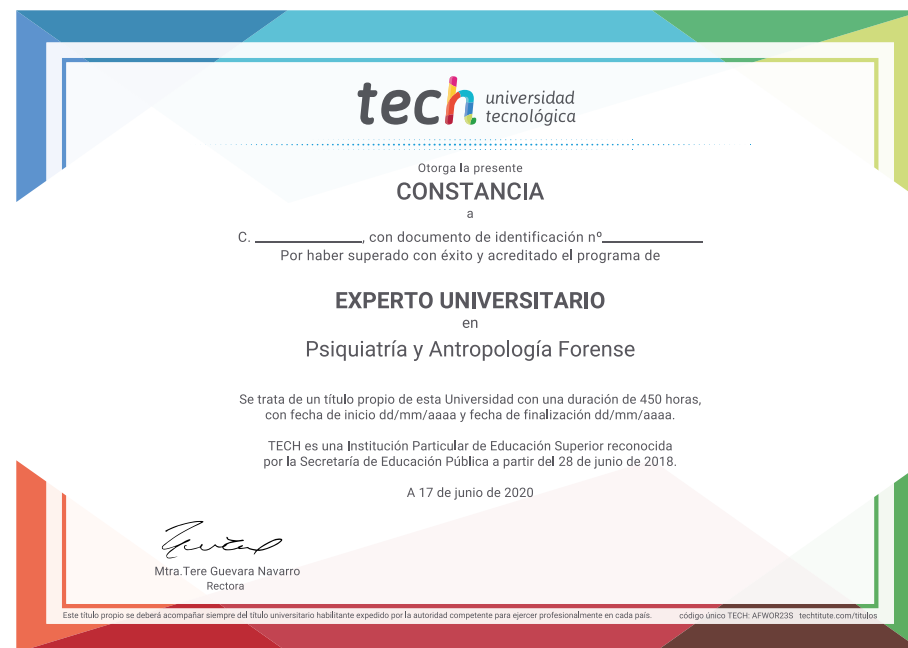 tech universidad
tecnológica
Otorga la presente
CONSTANCIA
a
C. ____________, con documento de identificación nº____________
Por haber superado con éxito y acreditado el programa de
EXPERTO UNIVERSITARIO
en
Psiquiatría y Antropología Forense
Se trata de un título propio de esta Universidad con una duración de 450 horas,
con fecha de inicio dd/mm/aaaa y fecha de finalización dd/mm/aaaa.
TECH es una Institución Particular de Educación Superior reconocida
por la Secretaría de Educación Pública a partir del 28 de junio de 2018.
A 17 de junio de 2020
Mtra.Tere Guevara Navarro
Rectora
Este título propio se deberá acompañar siempre del título universitario habilitante expedido por la autoridad competente para ejercer profesionalmente en cada país. código único TECH: AFWOR23S techtitute.com/titulos